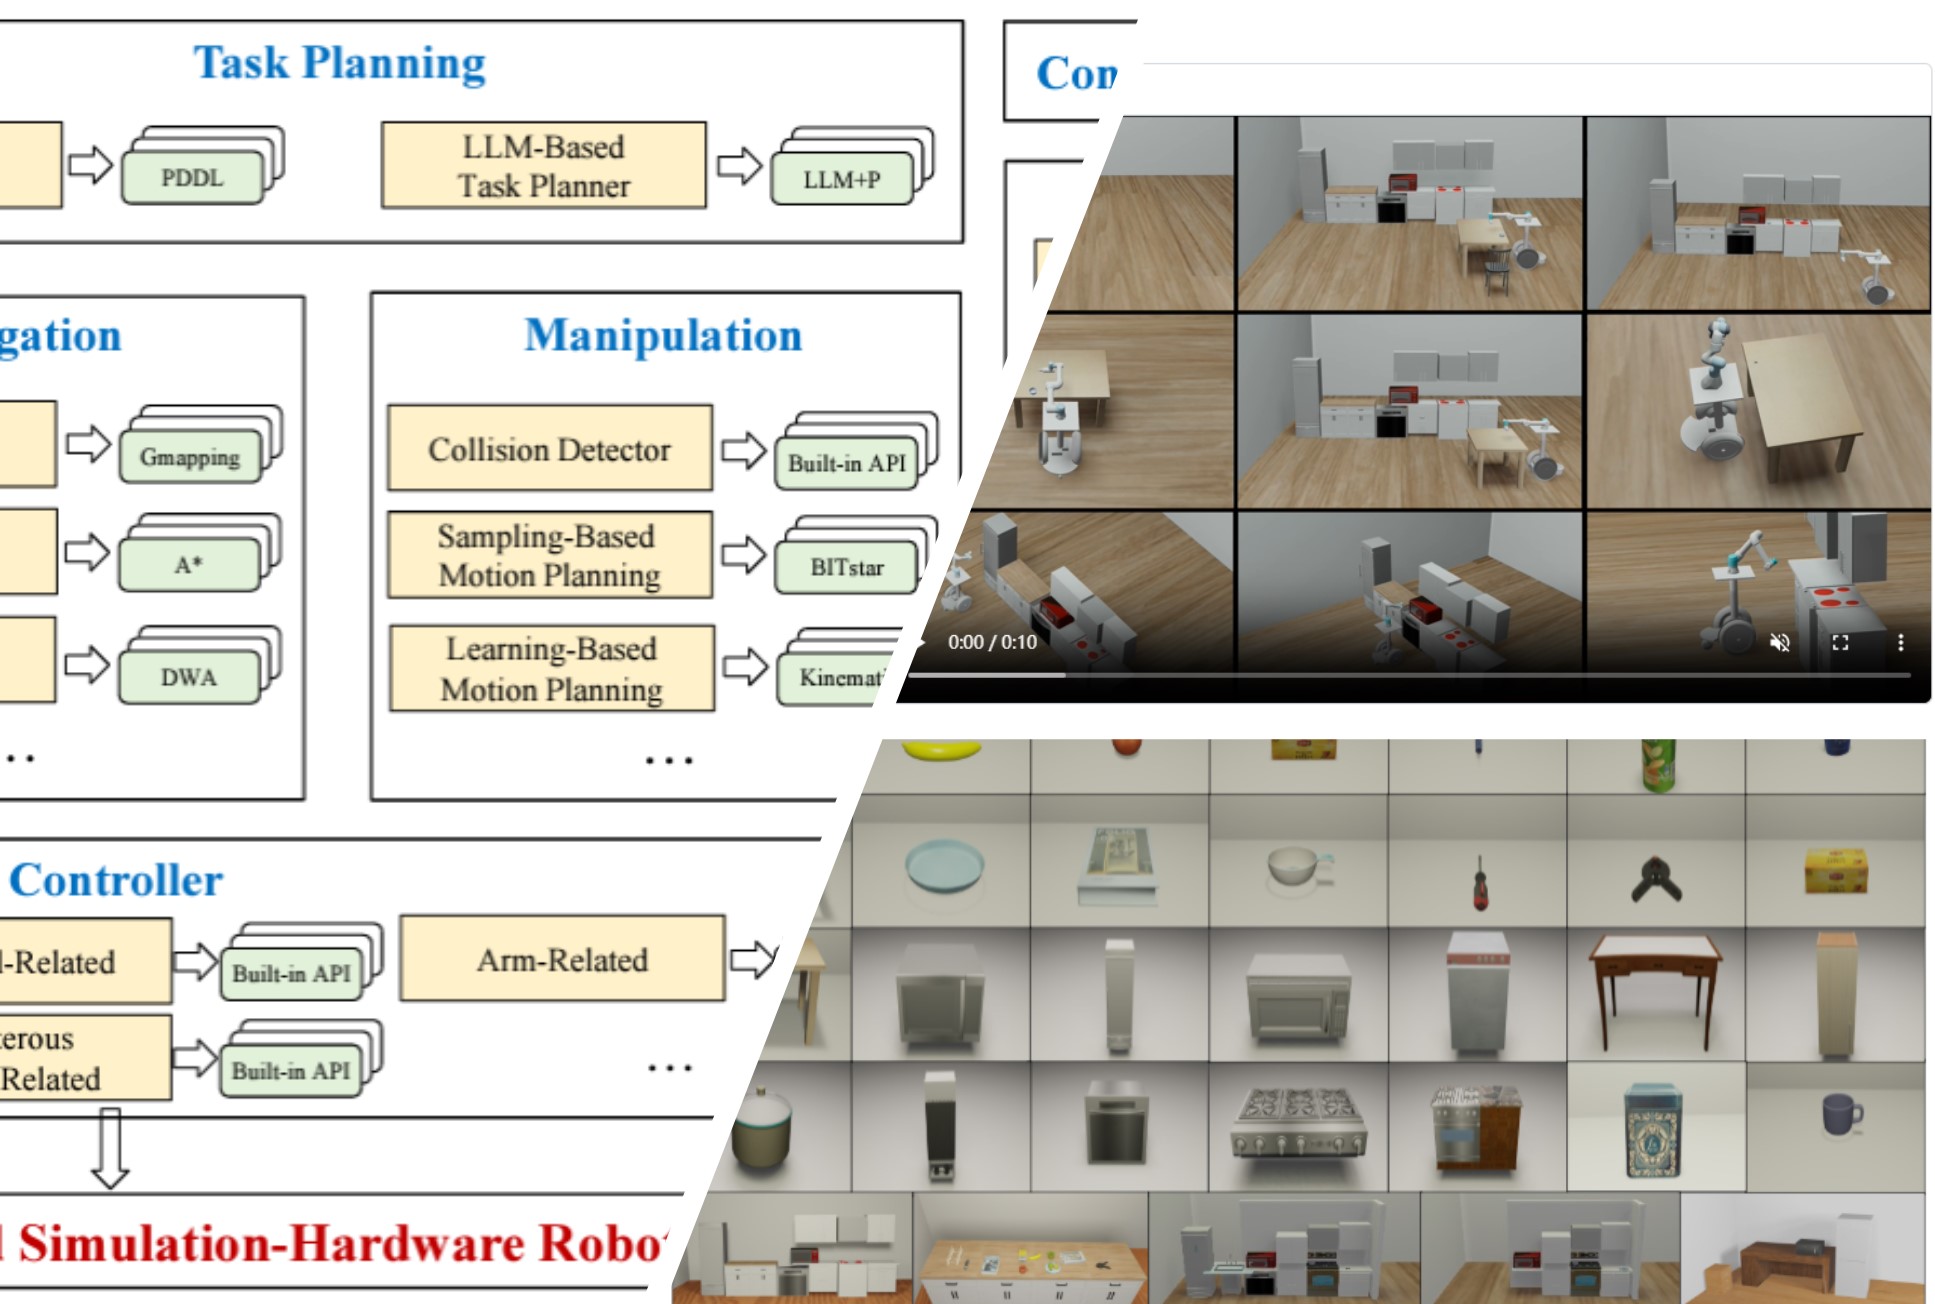 Task Planning
PDDL
LLM-Based
Task Planner
LLM+P
Con
gation
Gmapping
A*
DWA
Manipulation
Collision Detector
Built-in API
Sampling-Based
Motion Planning
BITstar
Learning-Based
Motion Planning
Kinemati
...
Controller
-Related
Built-in API
Arm-Related
erous
Related
Built-in API
...
Simulation-Hardware Robo
0:00 / 0:10